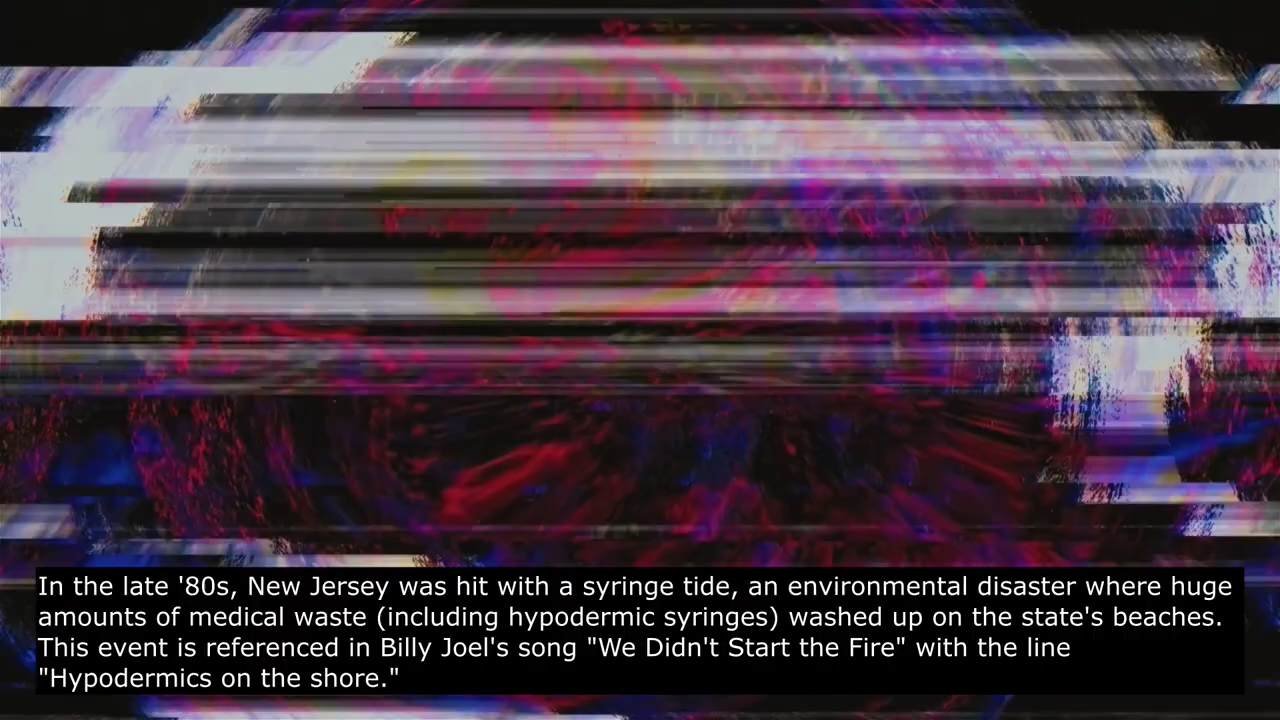 In the late '80s, New Jersey was hit with a syringe tide, an environmental disaster where huge
amounts of medical waste (including hypodermic syringes) washed up on the state's beaches.
This event is referenced in Billy Joel's song "We Didn't Start the Fire" with the line
"Hypodermics on the shore."